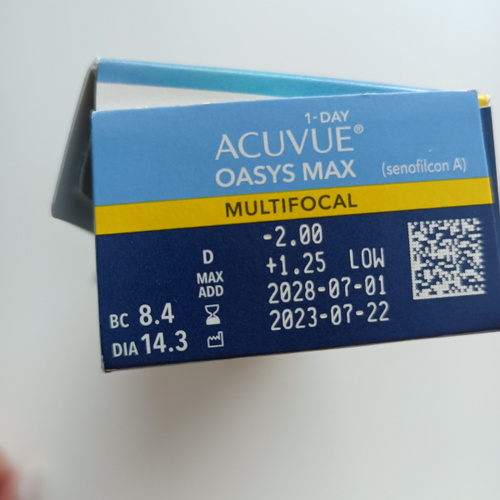 1-DAY
ACUVUE®
OASYS MAX (senofilcon A)
MULTIFOCAL
D -2.00
MAX ADD +1.25 LOW
2028-07-01
2023-07-22
BC 8.4
DIA 14.3